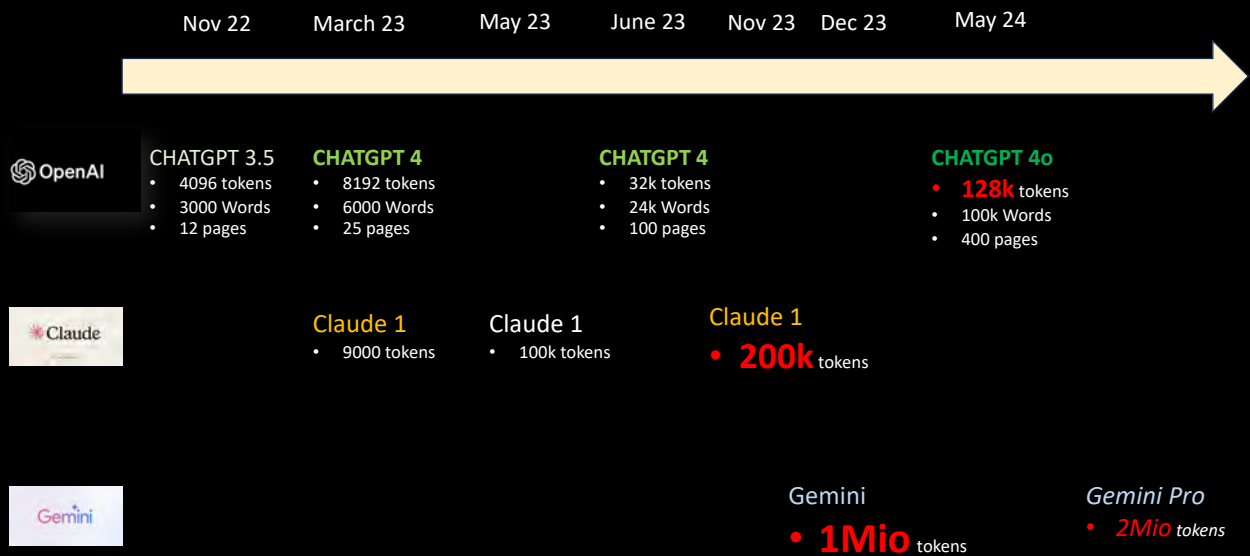 Nov 22 March 23 May 23 June 23 Nov 23 Dec 23 May 24
OpenAI
CHATGPT 3.5
• 4096 tokens
• 3000 Words
• 12 pages
CHATGPT 4
• 8192 tokens
• 6000 Words
• 25 pages
CHATGPT 4
• 32k tokens
• 24k Words
• 100 pages
CHATGPT 4o
• 128k tokens
• 100k Words
• 400 pages
Claude
Claude 1
• 9000 tokens
Claude 1
• 100k tokens
Claude 1
• 200k tokens
Gemini
Gemini
• 1Mio tokens
Gemini Pro
• 2Mio tokens